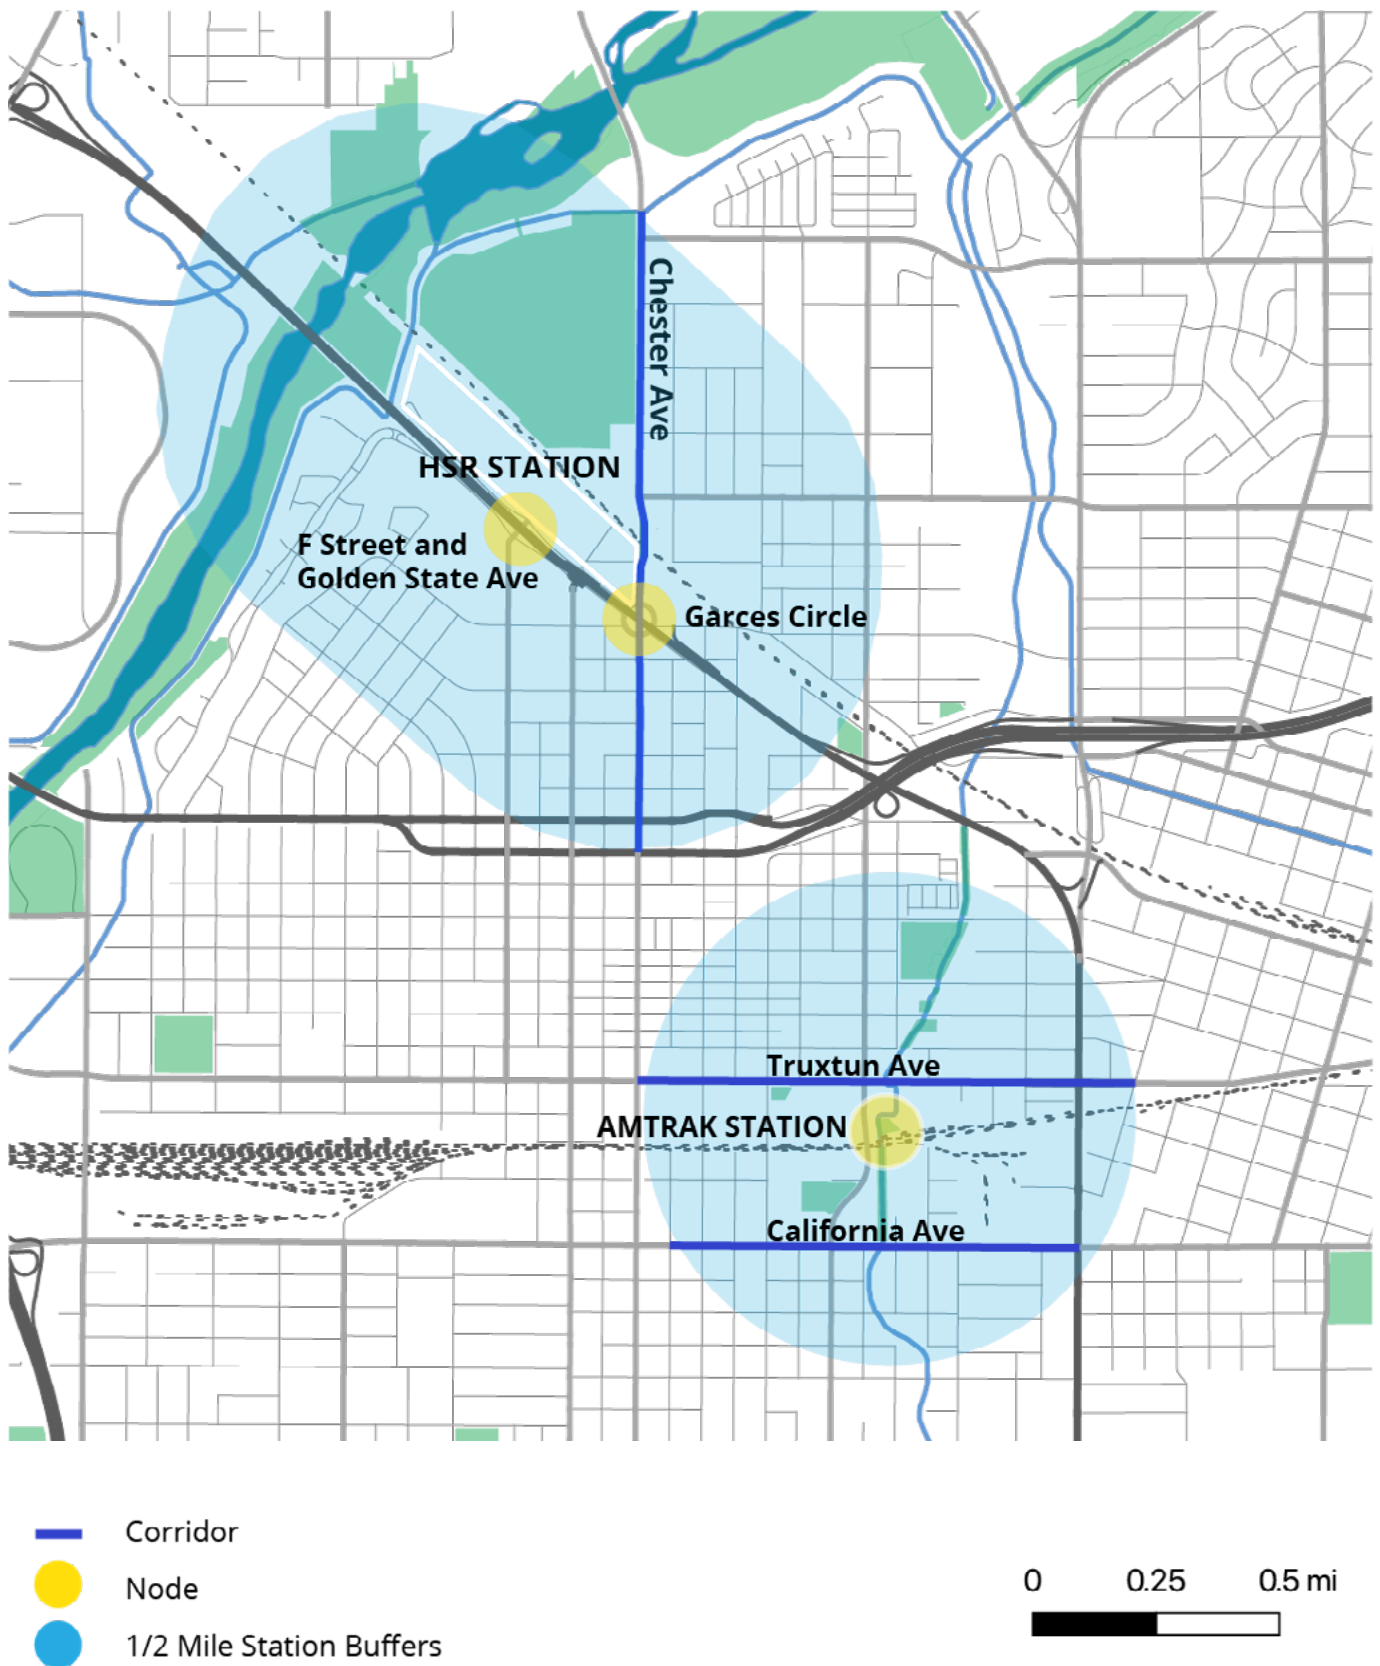 Chester Ave
HSR STATION
F Street and
Golden State Ave
Garces Circle
Truxtun Ave
AMTRAK STATION
California Ave
Corridor
Node
1/2 Mile Station Buffers
0 0.25 0.5 mi